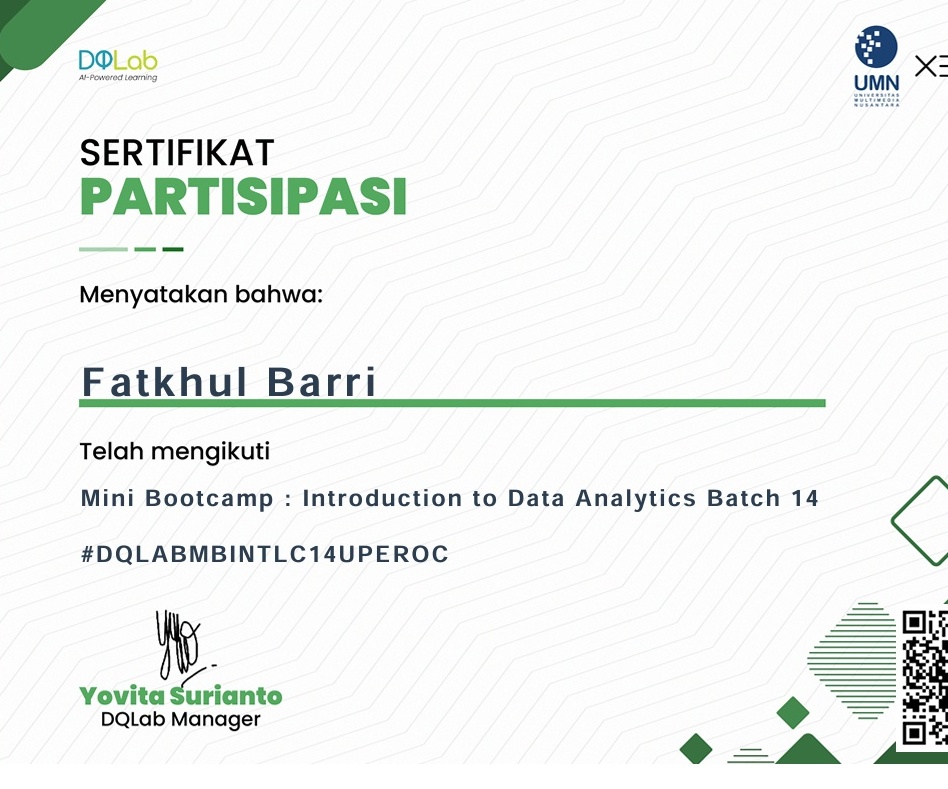 DQLab
AI-Powered Learning
UMN
UNIVERSITAS
MULTIMEDIA
NUSANTARA
SERTIFIKAT
PARTISIPASI
Menyatakan bahwa:
Fatkhul Barri
Telah mengikuti
Mini Bootcamp : Introduction to Data Analytics Batch 14
#DQLABMBINTLC14UPEROC
Yovita Surianto
DQLab Manager